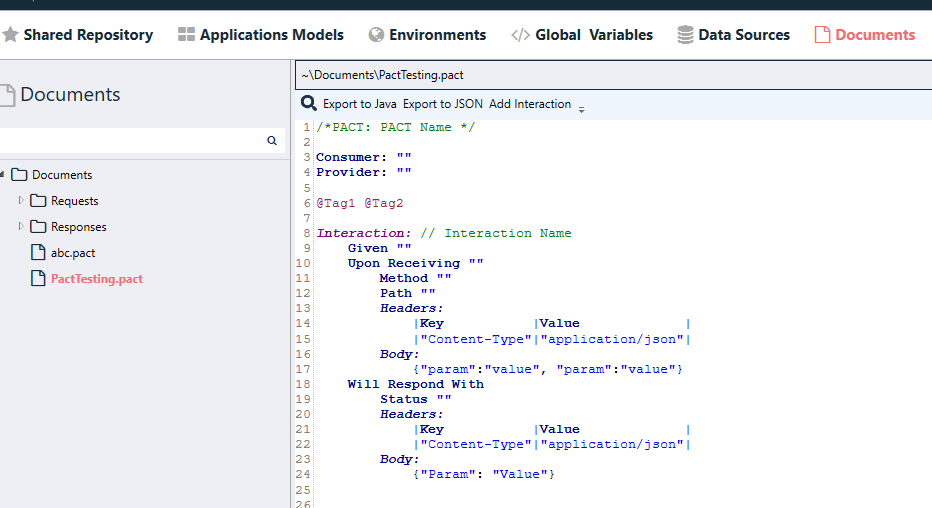 Shared Repository Applications Models Environments </> Global Variables Data Sources Documents
Documents
Documents
Requests
Responses
abc.pact
PactTesting.pact
~\Documents\PactTesting.pact
Export to Java Export to JSON Add Interaction
1 /*PACT: PACT Name */
2
3 Consumer: ""
4 Provider: ""
5
6 @Tag1 @Tag2
7
8 Interaction: // Interaction Name
9 Given ""
10 Upon Receiving ""
11 Method ""
12 Path ""
13 Headers:
14 |Key |Value |
15 |"Content-Type"|"application/json"|
16 Body:
17 {"param":"value", "param":"value"}
18 Will Respond With
19 Status ""
20 Headers:
21 |Key |Value |
22 |"Content-Type"|"application/json"|
23 Body:
24 {"Param": "Value"}
25
26